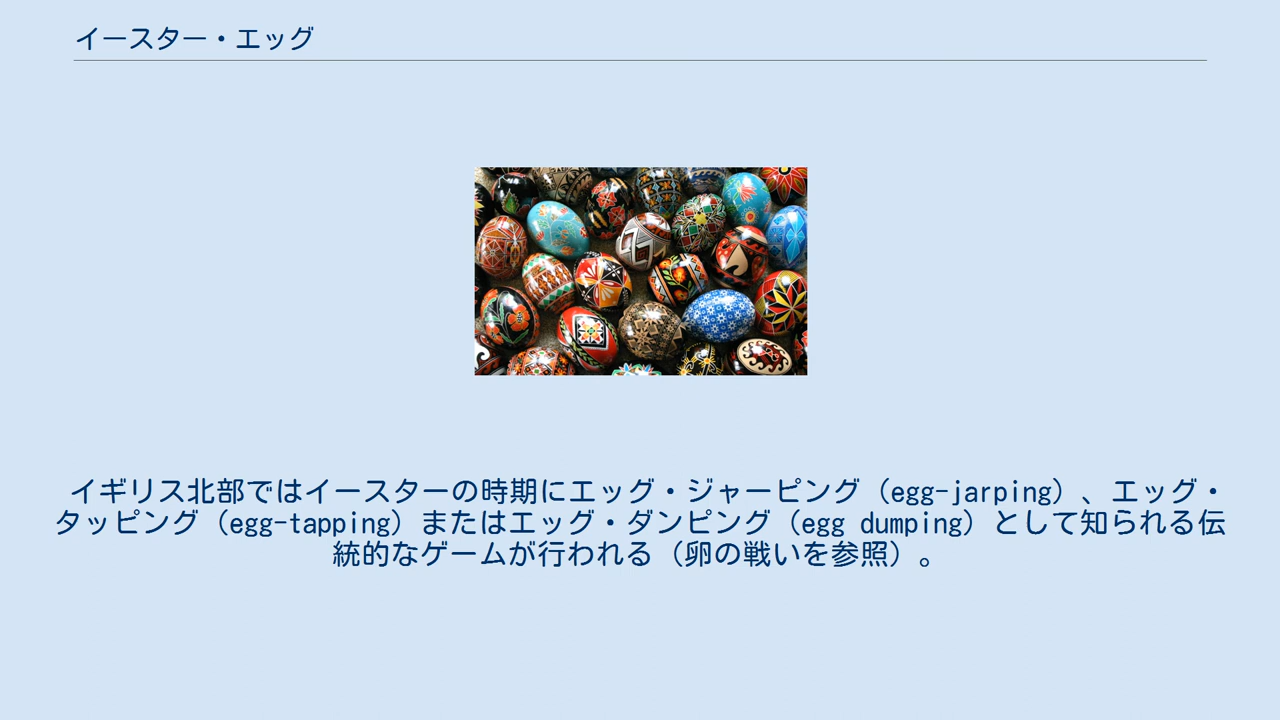 イースター・エッグ
イギリス北部ではイースターの時期にエッグ・ジャーピング（egg-jarping）、エッグ・
タッピング（egg-tapping）またはエッグ・ダンピング（egg dumping）として知られる伝
統的なゲームが行われる（卵の戦いを参照）。